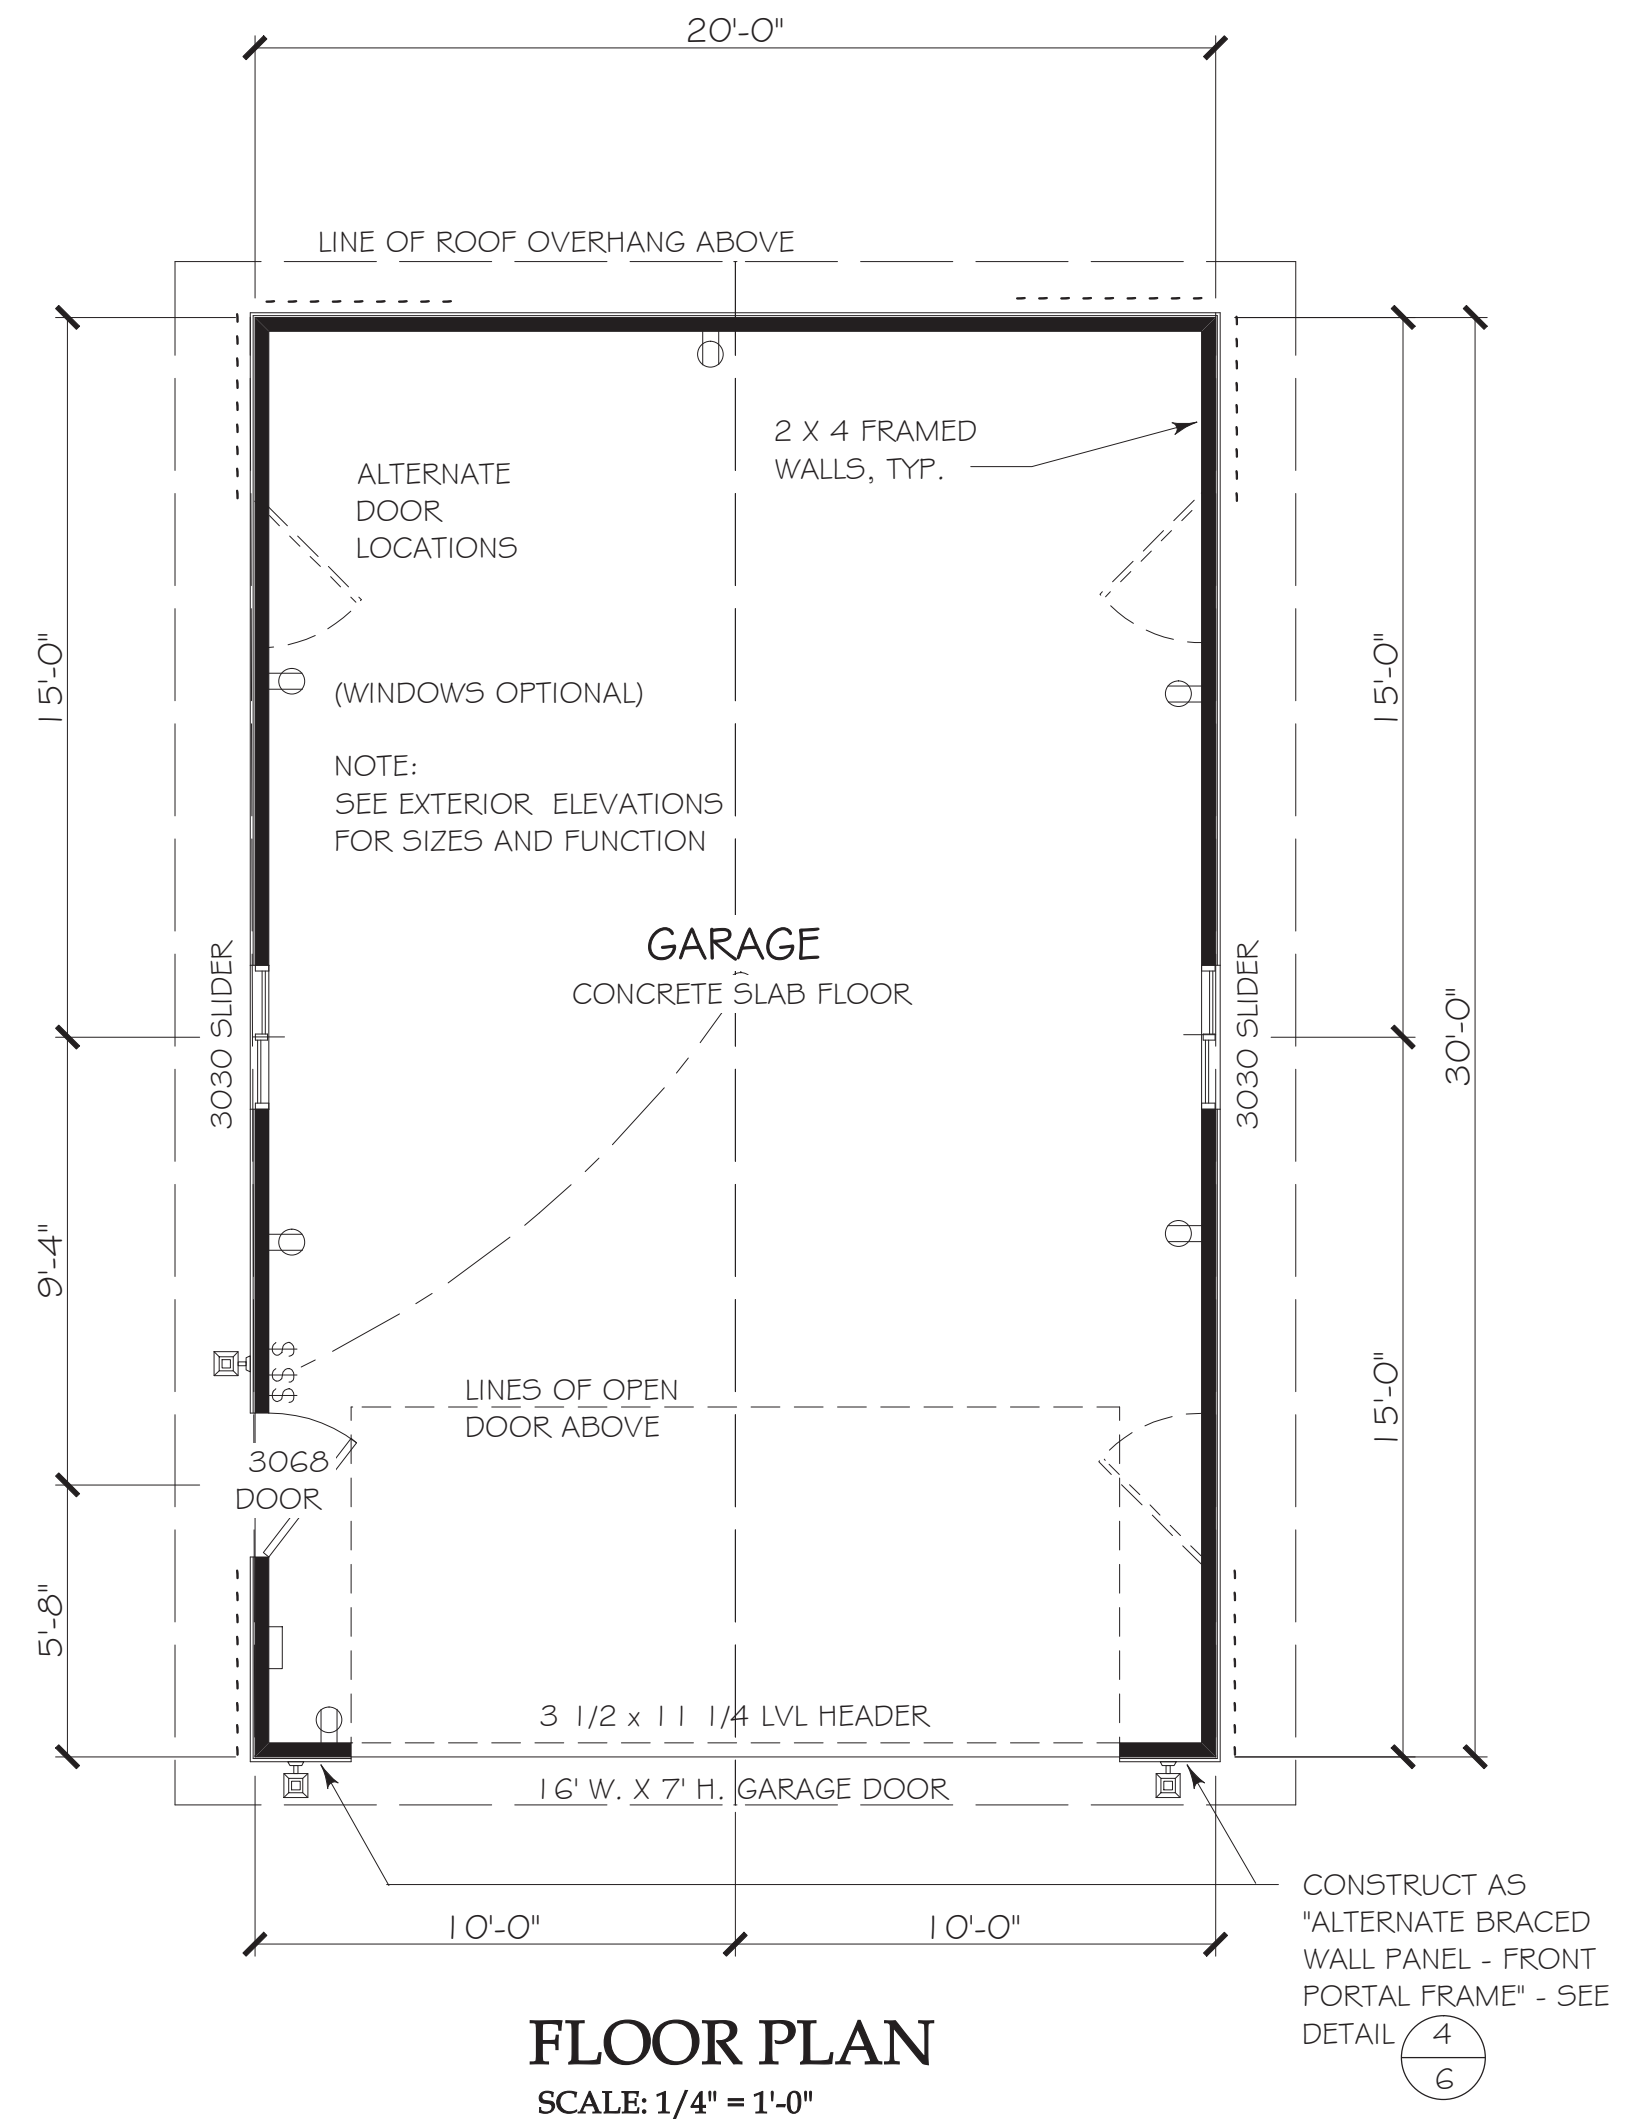 20'-0"
LINE OF ROOF OVERHANG ABOVE
2 X 4 FRAMED
WALLS, TYP.
ALTERNATE
DOOR
LOCATIONS
15'-0"
15'-0"
(WINDOWS OPTIONAL)
NOTE:
SEE EXTERIOR ELEVATIONS
FOR SIZES AND FUNCTION
GARAGE
CONCRETE SLAB FLOOR
3030 SLIDER
3030 SLIDER
30'-0"
9'-4"
S S S
LINES OF OPEN
DOOR ABOVE
15'-0"
3068
DOOR
5'-8"
3 1/2 x 11 1/4 LVL HEADER
16' W. X 7' H. GARAGE DOOR
CONSTRUCT AS
"ALTERNATE BRACED
WALL PANEL - FRONT
PORTAL FRAME" - SEE
DETAIL 4
6
10'-0"
10'-0"
FLOOR PLAN
SCALE: 1/4" = 1'-0"